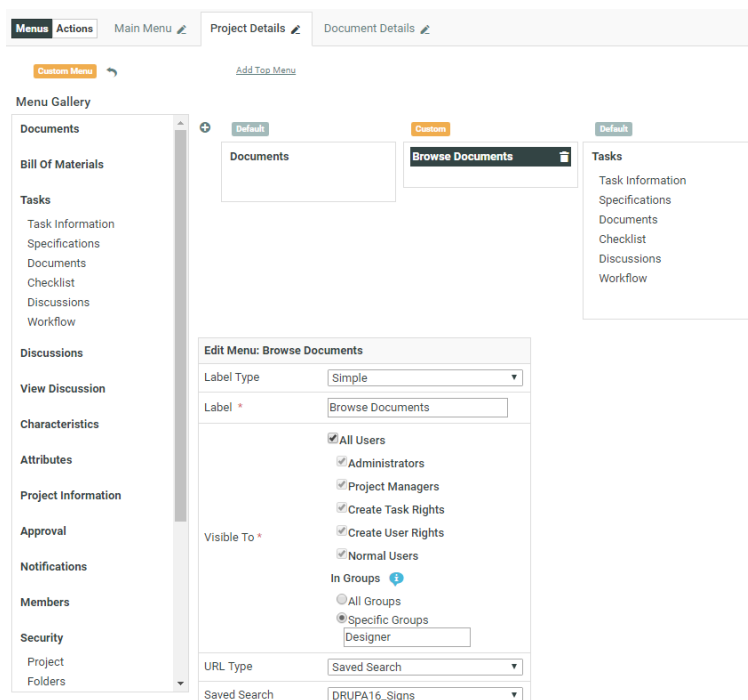 Menus Actions Main Menu Project Details Document Details
Custom Menu Add Top Menu
Menu Gallery
Documents
Bill Of Materials
Tasks
Task Information
Specifications
Documents
Checklist
Discussions
Workflow
Discussions
View Discussion
Characteristics
Attributes
Project Information
Approval
Notifications
Members
Security
Project
Folders
Default
Documents
Custom
Browse Documents
Default
Tasks
Task Information
Specifications
Documents
Checklist
Discussions
Workflow
Edit Menu: Browse Documents
Label Type Simple
Label * Browse Documents
Visible To *
All Users
Administrators
Project Managers
Create Task Rights
Create User Rights
Normal Users
In Groups
All Groups
Specific Groups
Designer
URL Type Saved Search
Saved Search DRUPA16_Signs